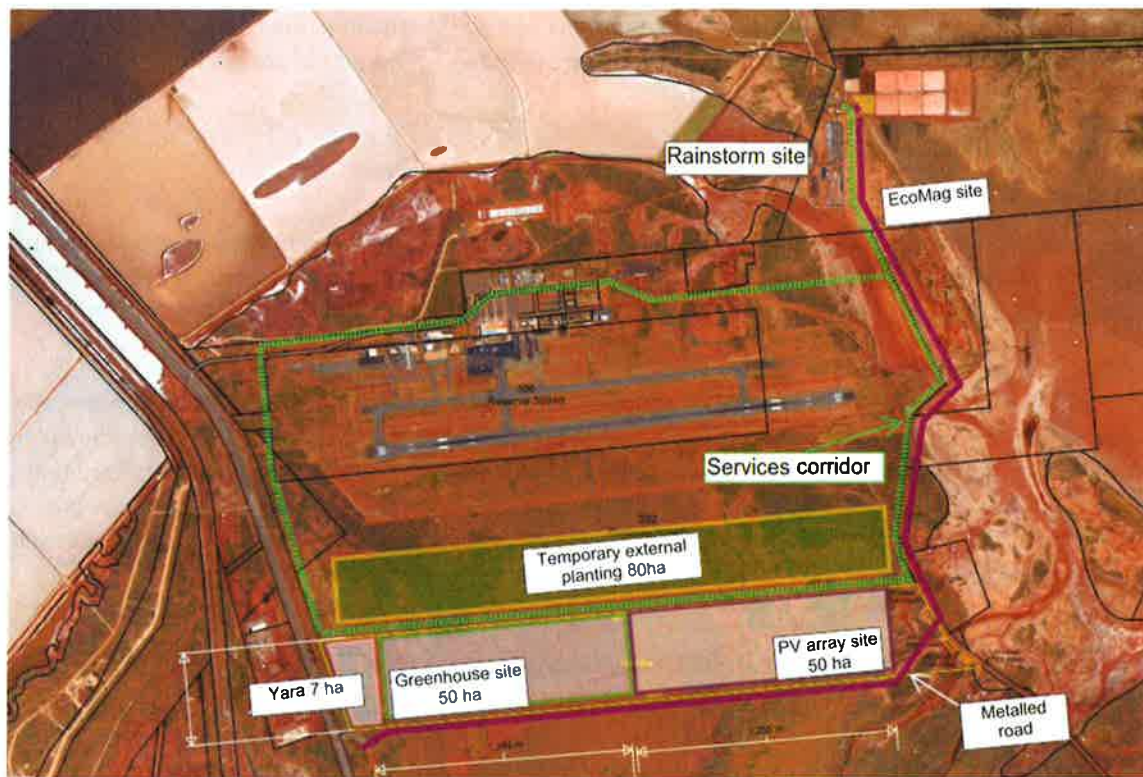 Rainstorm site
EcoMag site
Services corridor
Temporary external
planting 80ha
Yara 7 ha
Greenhouse site
50 ha
PV array site
50 ha
Metalled
road